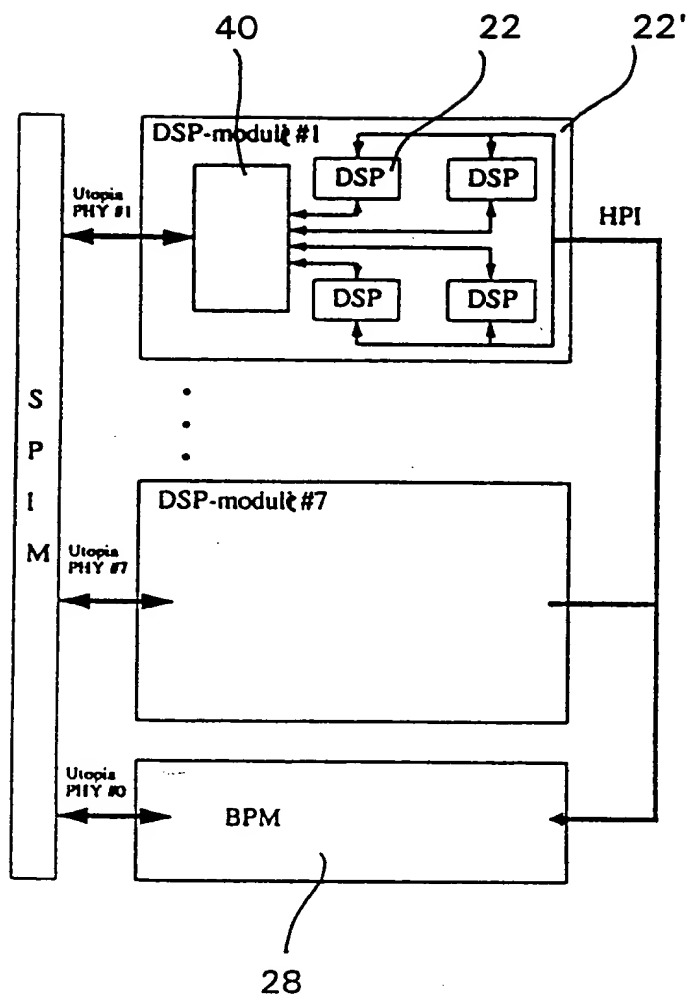 40
22
22'
DSP-module #1
DSP
DSP
Utopia
PHY #1
HPI
DSP
DSP
S
P
I
M
DSP-module #7
Utopia
PHY #7
Utopia
PHY #0
BPM
28